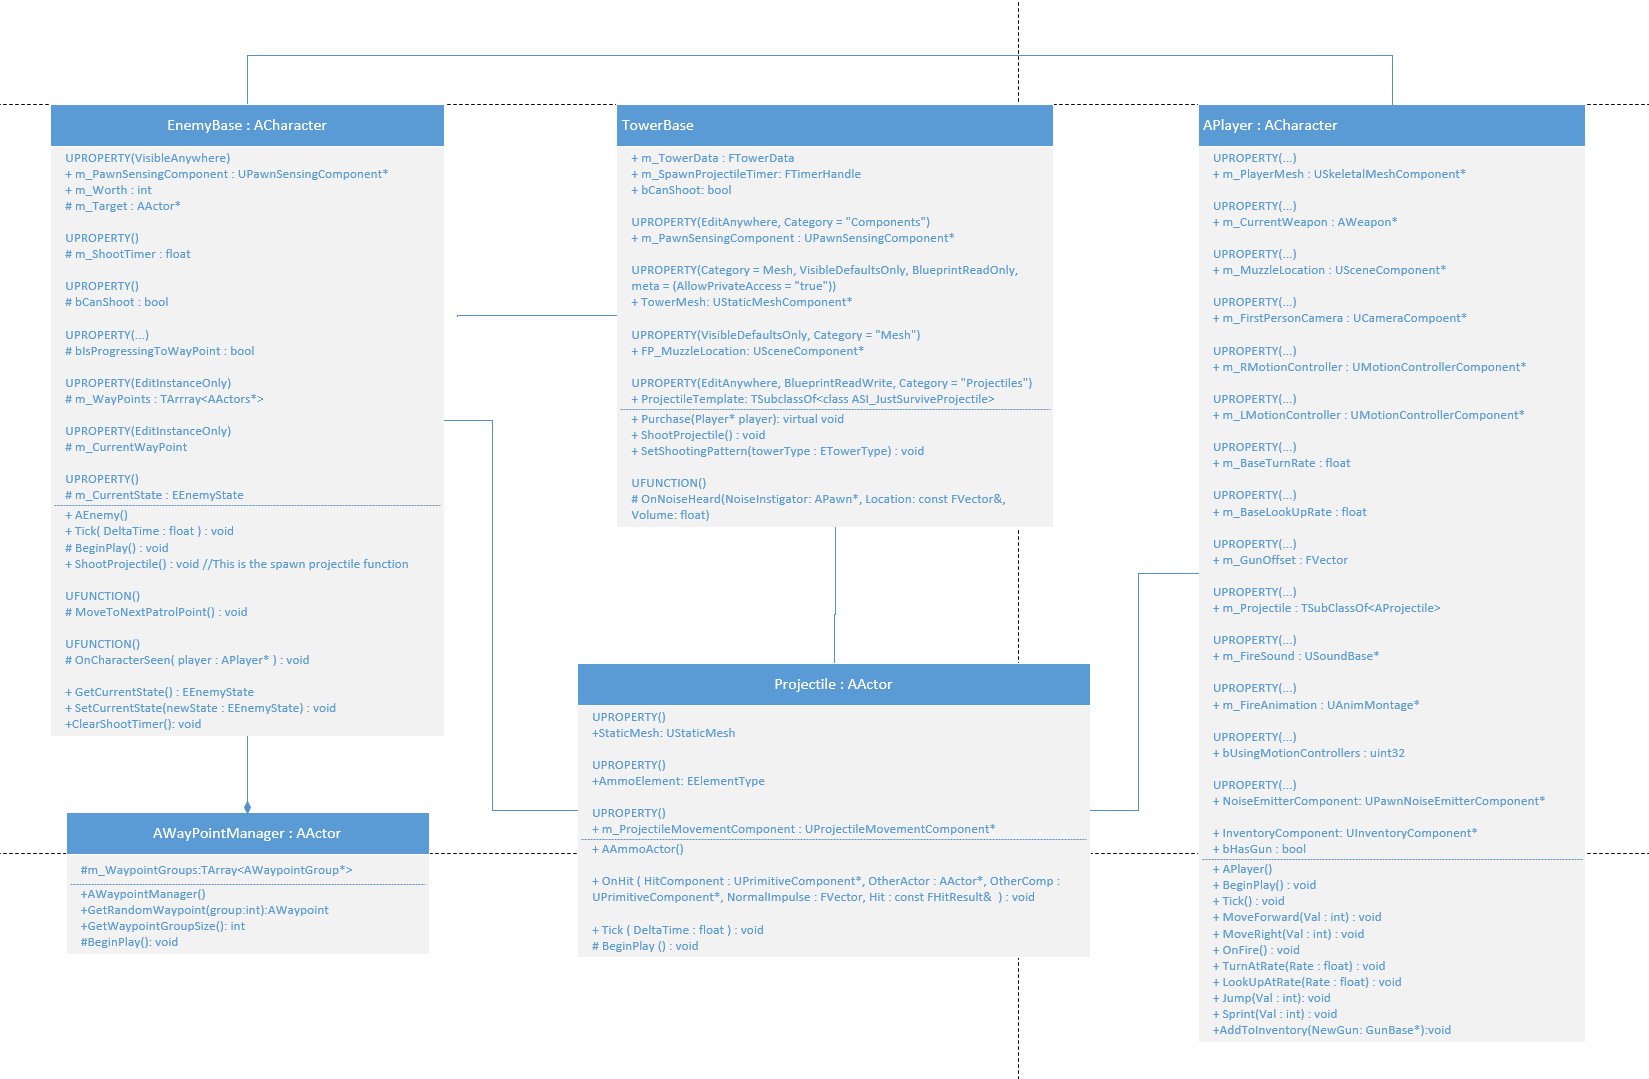 EnemyBase : ACharacter
UPROPERTY(VisibleAnywhere)
+ m_PawnSensingComponent : UPawnSensingComponent*
+ m_Worth : int
# m_Target : AActor*
UPROPERTY()
# m_ShootTimer : float
UPROPERTY()
# bCanShoot : bool
UPROPERTY(...)
# bIsProgressingToWayPoint : bool
UPROPERTY(EditInstanceOnly)
# m_WayPoints : TArrray<AActors*>
UPROPERTY(EditInstanceOnly)
# m_CurrentWayPoint
UPROPERTY()
# m_CurrentState : EEnemyState
+ AEnemy()
+ Tick( DeltaTime : float ) : void
# BeginPlay() : void
+ ShootProjectile() : void //This is the spawn projectile function
UFUNCTION()
# MoveToNextPatrolPoint() : void
UFUNCTION()
# OnCharacterSeen( player : APlayer* ) : void
+ GetCurrentState() : EEnemyState
+ SetCurrentState(newState : EEnemyState) : void
+ClearShootTimer(): void
AWayPointManager : AActor
#m_WaypointGroups:TArray<AWaypointGroup*>
+AWaypointManager()
+GetRandomWaypoint(group:int):AWaypoint
+GetWaypointGroupSize(): int
#BeginPlay(): void
TowerBase
+ m_TowerData : FTowerData
+ m_SpawnProjectileTimer: FTimerHandle
+ bCanShoot: bool
UPROPERTY(EditAnywhere, Category = "Components")
+ m_PawnSensingComponent : UPawnSensingComponent*
UPROPERTY(Category = Mesh, VisibleDefaultsOnly, BlueprintReadOnly,
meta = (AllowPrivateAccess = "true"))
+ TowerMesh: UStaticMeshComponent*
UPROPERTY(VisibleDefaultsOnly, Category = "Mesh")
+ FP_MuzzleLocation: USceneComponent*
UPROPERTY(EditAnywhere, BlueprintReadWrite, Category = "Projectiles")
+ ProjectileTemplate: TSubclassOf<class ASI_JustSurviveProjectile>
+ Purchase(Player* player): virtual void
+ ShootProjectile() : void
+ SetShootingPattern(towerType : ETowerType) : void
UFUNCTION()
# OnNoiseHeard(NoiseInstigator: APawn*, Location: const FVector&,
Volume: float)
Projectile : AActor
UPROPERTY()
+StaticMesh: UStaticMesh
UPROPERTY()
+AmmoElement: EElementType
UPROPERTY()
+ m_ProjectileMovementComponent : UProjectileMovementComponent*
+ AAmmoActor()
+ OnHit ( HitComponent : UPrimitiveComponent*, OtherActor : AActor*, OtherComp :
UPrimitiveComponent*, NormalImpulse : FVector, Hit : const FHitResult&  ) : void
+ Tick ( DeltaTime : float ) : void
# BeginPlay () : void
APlayer : ACharacter
UPROPERTY(...)
+ m_PlayerMesh : USkeletalMeshComponent*
UPROPERTY(...)
+ m_CurrentWeapon : AWeapon*
UPROPERTY(...)
+ m_MuzzleLocation : USceneComponent*
UPROPERTY(...)
+ m_FirstPersonCamera : UCameraCompoent*
UPROPERTY(...)
+ m_RMotionController : UMotionControllerComponent*
UPROPERTY(...)
+ m_LMotionController : UMotionControllerComponent*
UPROPERTY(...)
+ m_BaseTurnRate : float
UPROPERTY(...)
+ m_BaseLookUpRate : float
UPROPERTY(...)
+ m_GunOffset : FVector
UPROPERTY(...)
+ m_Projectile : TSubClassOf<AProjectile>
UPROPERTY(...)
+ m_FireSound : USoundBase*
UPROPERTY(...)
+ m_FireAnimation : UAnimMontage*
UPROPERTY(...)
+ bUsingMotionControllers : uint32
UPROPERTY(...)
+ NoiseEmitterComponent: UPawnNoiseEmitterComponent*
+ InventoryComponent: UInventoryComponent*
+ bHasGun : bool
+ APlayer()
+ BeginPlay() : void
+ Tick() : void
+ MoveForward(Val : int) : void
+ MoveRight(Val : int) : void
+ OnFire() : void
+ TurnAtRate(Rate : float) : void
+ LookUpAtRate(Rate : float) : void
+ Jump(Val : int): void
+ Sprint(Val : int) : void
+AddToInventory(NewGun: GunBase*):void